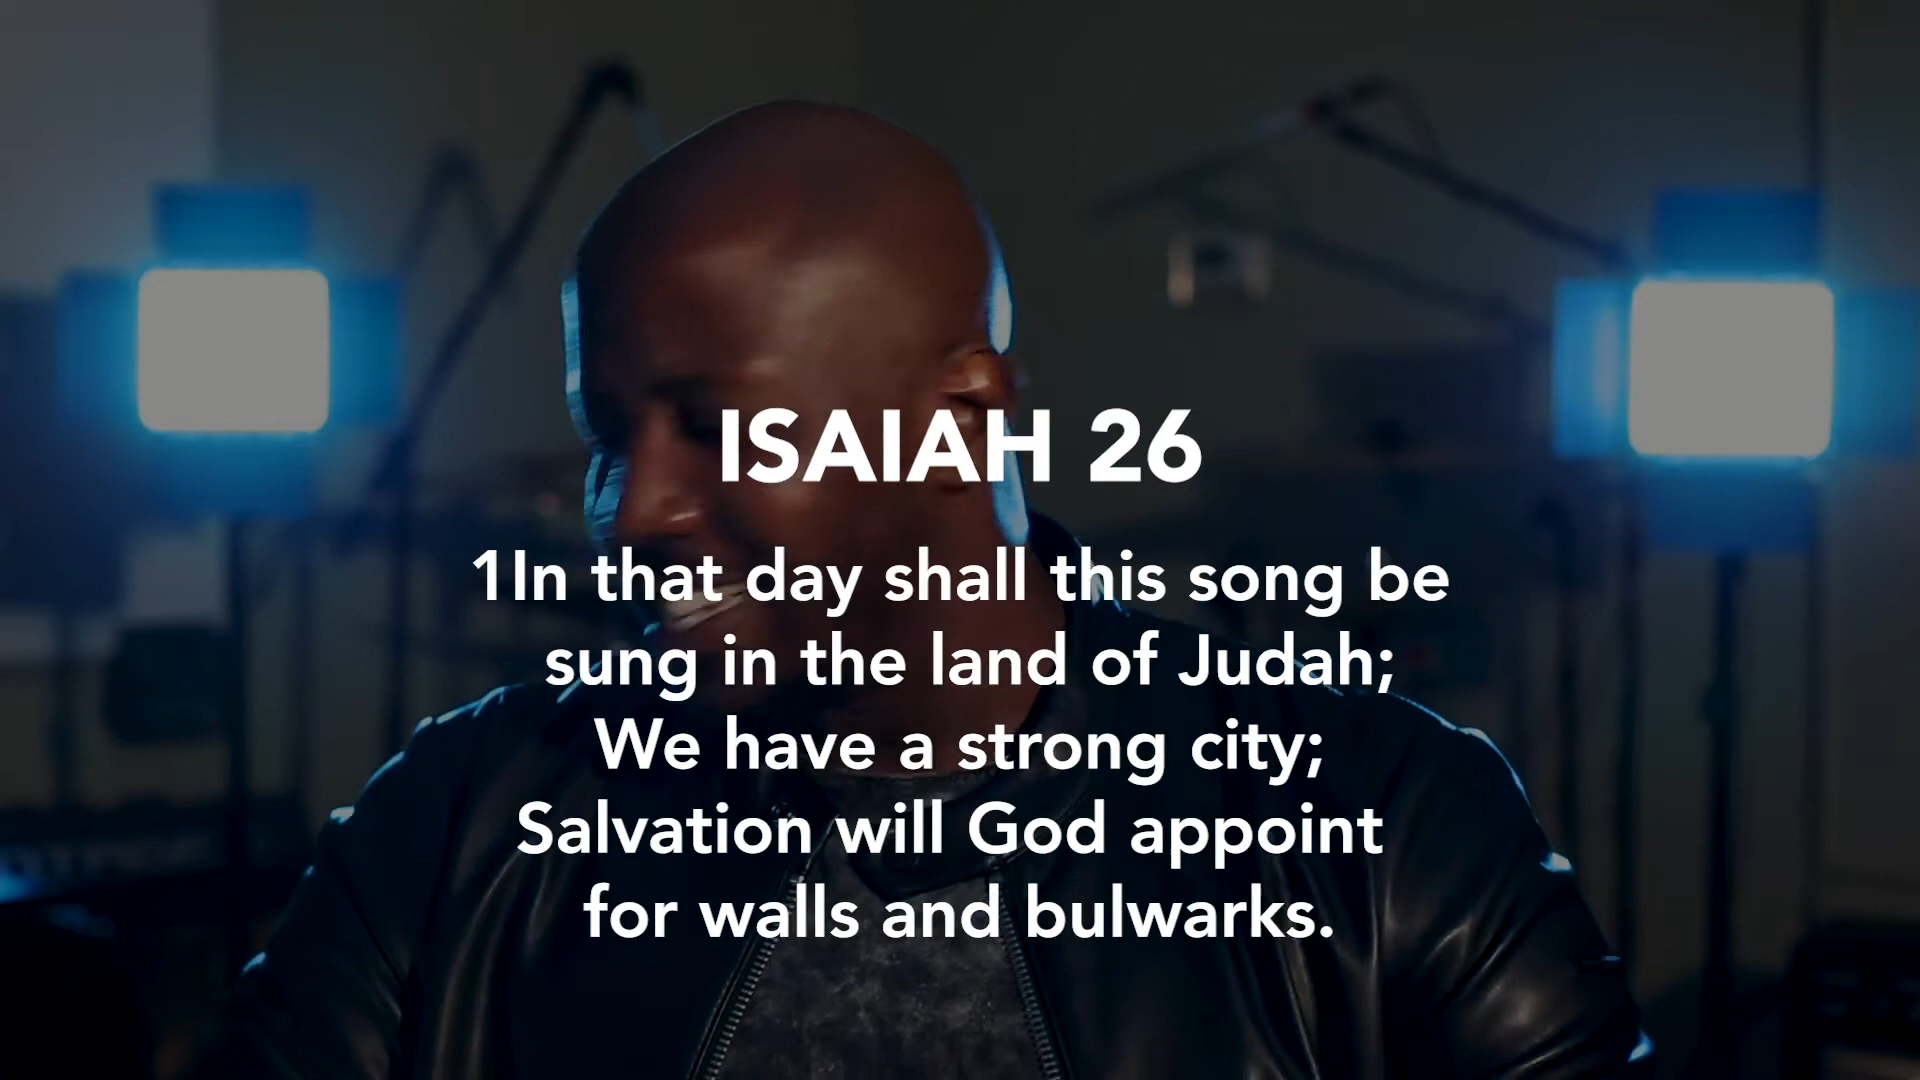 ISAIAH 26
1In that day shall this song be
sung in the land of Judah;
We have a strong city;
Salvation will God appoint
for walls and bulwarks.